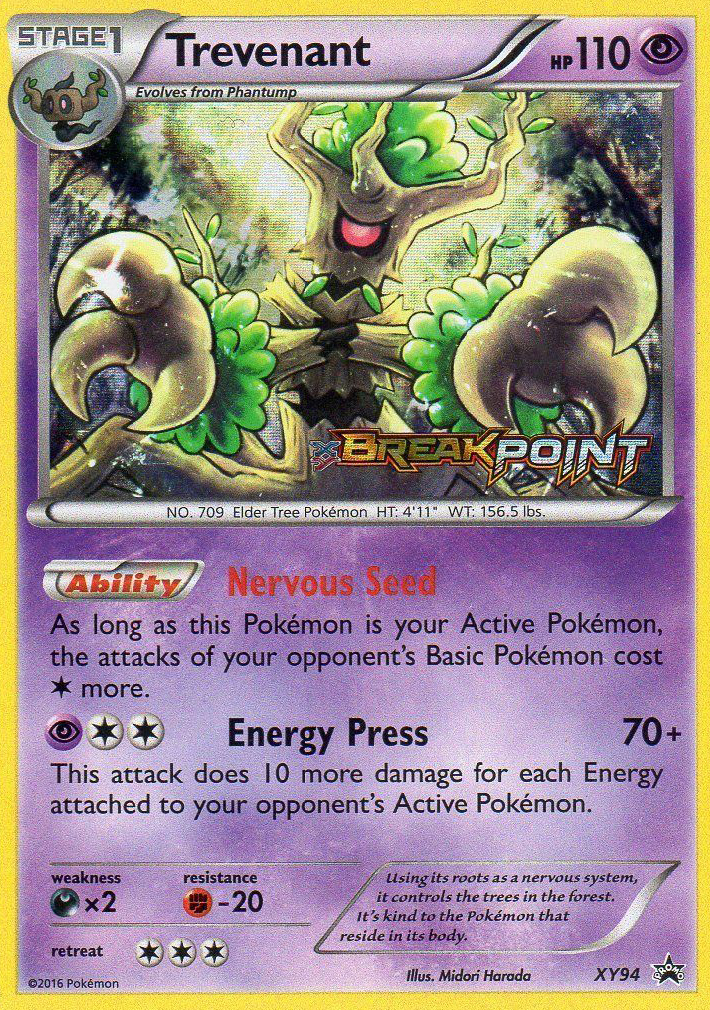 STAGE1
Trevenant
HP110
Evolves from Phantump
XY BREAKPOINT
NO. 709 Elder Tree Pokémon HT: 4'11" WT: 156.5 lbs.
Ability Nervous Seed
As long as this Pokémon is your Active Pokémon,
the attacks of your opponent's Basic Pokémon cost
more.
Energy Press 70+
This attack does 10 more damage for each Energy
attached to your opponent's Active Pokémon.
weakness resistance
×2 -20
retreat
Using its roots as a nervous system,
it controls the trees in the forest.
It's kind to the Pokémon that
reside in its body.
©2016 Pokémon
Illus. Midori Harada
XY94
PROMO